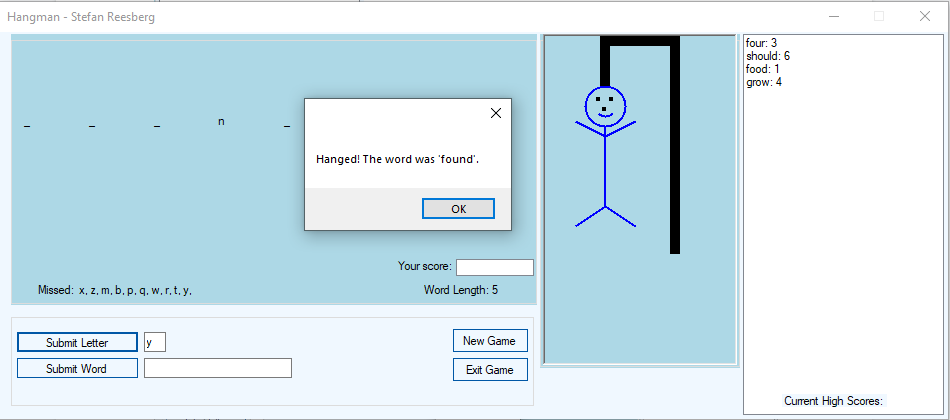 Hangman - Stefan Reesberg
four: 3
should: 6
food: 1
grow: 4
_ _ _ n _
Hanged! The word was 'found'.
OK
Your score:
Missed: x, z, m, b, p, q, w, r, t, y,
Word Length: 5
Submit Letter
y
New Game
Submit Word
Exit Game
Current High Scores: